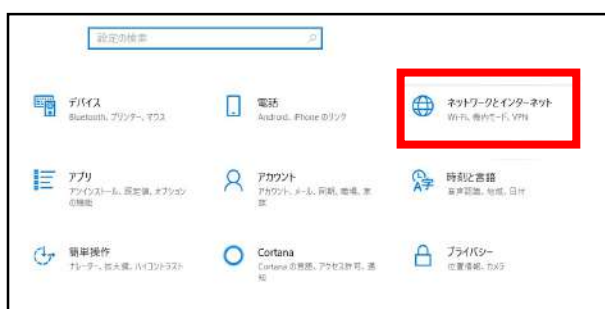 設定の検索
デバイス
Bluetooth、プリンター、マウス
電話
Android、iPhone のリンク
ネットワークとインターネット
Wi-Fi、機内モード、VPN
アプリ
アンインストール、既定値、オプション
の機能
アカウント
アカウント、メール、同期、職場、家
族
時刻と言語
音声認識、地域、日付
簡単操作
ナレーター、拡大鏡、ハイコントラスト
Cortana
Cortana の言語、アクセス許可、通
知
プライバシー
位置情報、カメラ